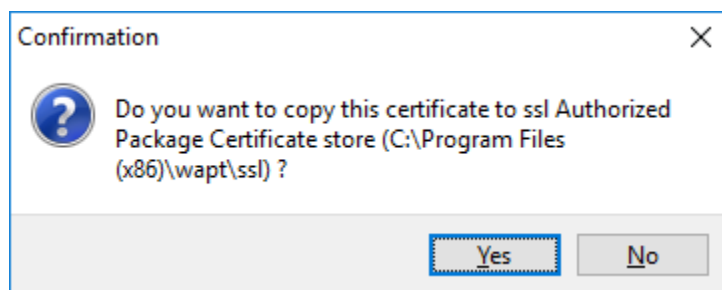 Confirmation
Do you want to copy this certificate to ssl Authorized
Package Certificate store (C:\Program Files
(x86)\wapt\ssl) ?
Yes
No